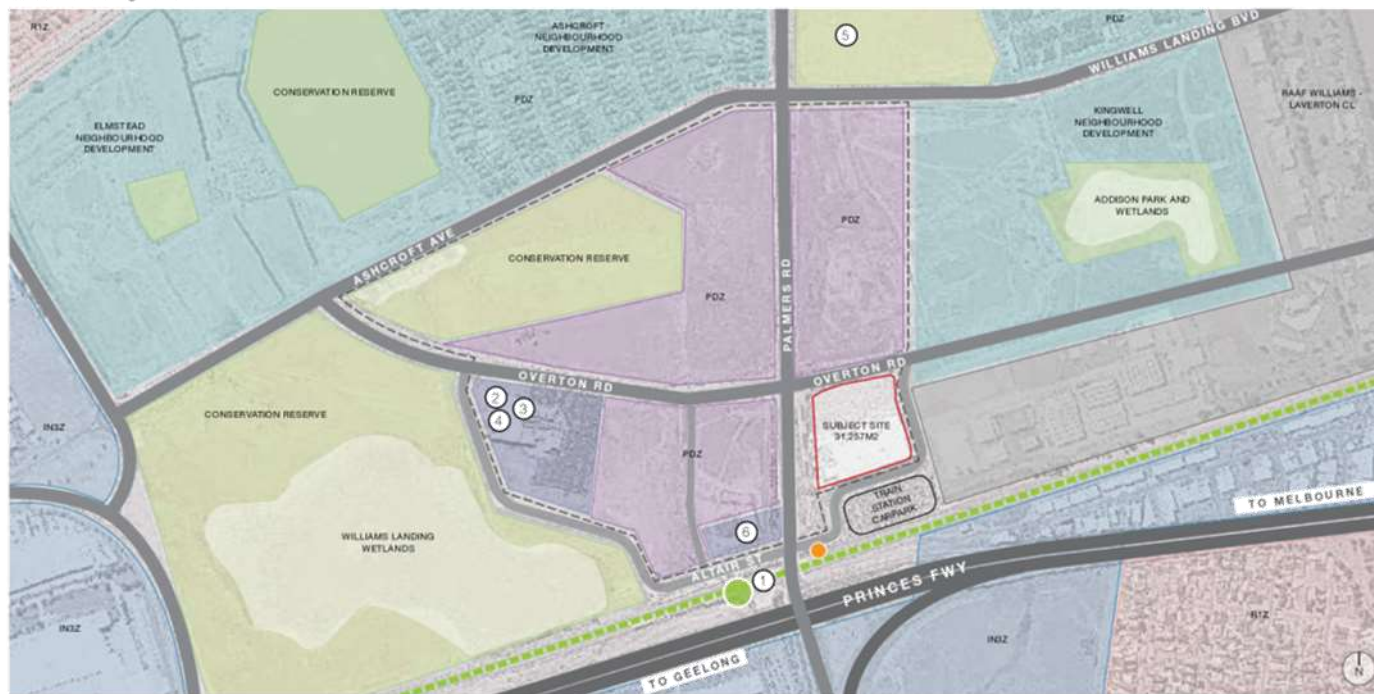 R1Z
ASHCROFT
NEIGHBOURHOOD
DEVELOPMENT
PDZ
CONSERVATION RESERVE
ELMSTEAD
NEIGHBOURHOOD
DEVELOPMENT
5
PDZ
WILLIAMS LANDING BVD
KINGWELL
NEIGHBOURHOOD
DEVELOPMENT
RAAF WILLIAMS -
LAVERTON CL
ADDISON PARK AND
WETLANDS
ASHCROFT AVE
CONSERVATION RESERVE
PDZ
PDZ
PALMERS RD
OVERTON RD
OVERTON RD
CONSERVATION RESERVE
2
3
4
PDZ
SUBJECT SITE
31,257M2
TRAIN
STATION
CARPARK
IN3Z
WILLIAMS LANDING
WETLANDS
6
ALTAIR ST
1
PRINCES FWY
TO MELBOURNE
TO GEELONG
IN3Z
IN3Z
R1Z
N